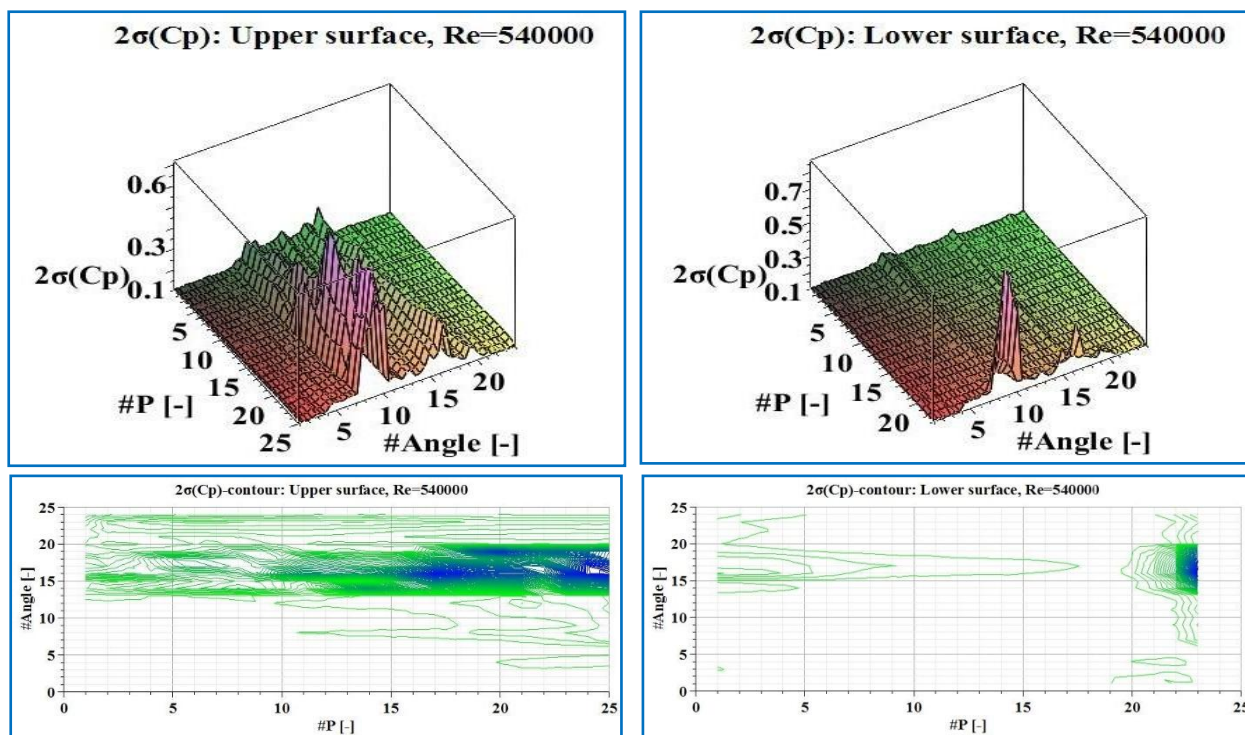 2σ(Cp): Upper surface, Re=540000
0.6
0.3
2σ(Cp)
0.1
5
10
15
20
25
#P [-]
5
10
15
20
#Angle [-]
2σ(Cp): Lower surface, Re=540000
0.7
0.5
0.3
2σ(Cp)
0.1
5
10
15
20
#P [-]
5
10
15
20
#Angle [-]
2σ(Cp)-contour: Upper surface, Re=540000
25
20
15
10
5
0
#Angle [-]
0 5 10 15 20 25
#P [-]
2σ(Cp)-contour: Lower surface, Re=540000
25
20
15
10
5
0
#Angle [-]
0 5 10 15 20 25
#P [-]